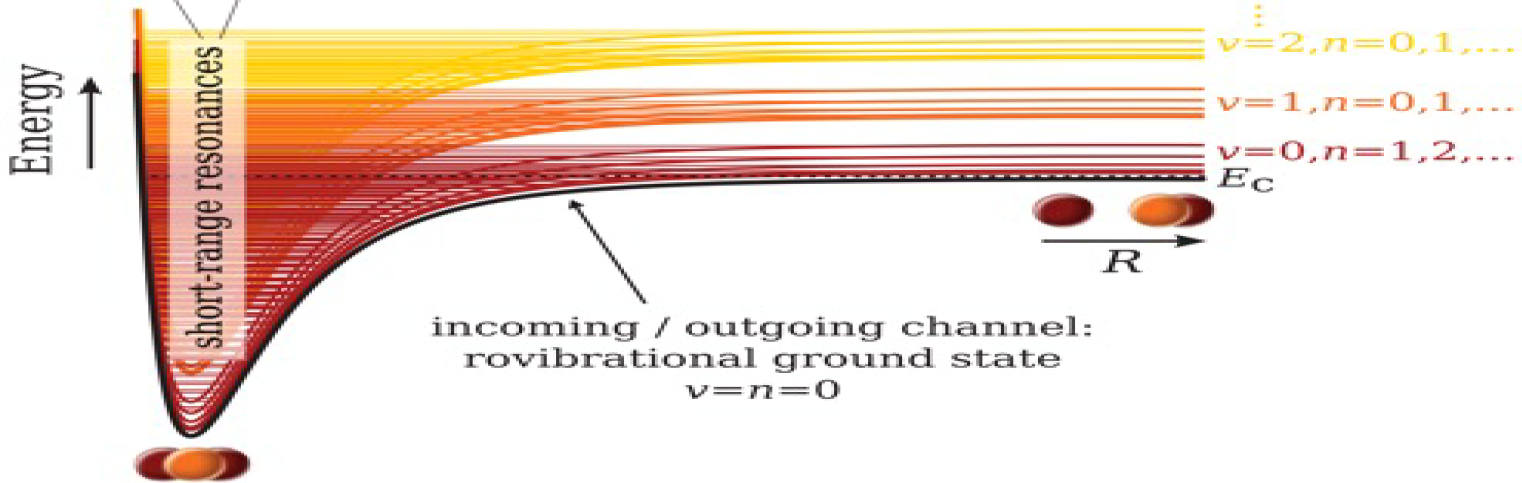 Energy
short-range resonances
v=2,n=0,1,...
v=1,n=0,1,...
v=0,n=1,2,...
E_C
R
incoming / outgoing channel:
rovibrational ground state
v=n=0